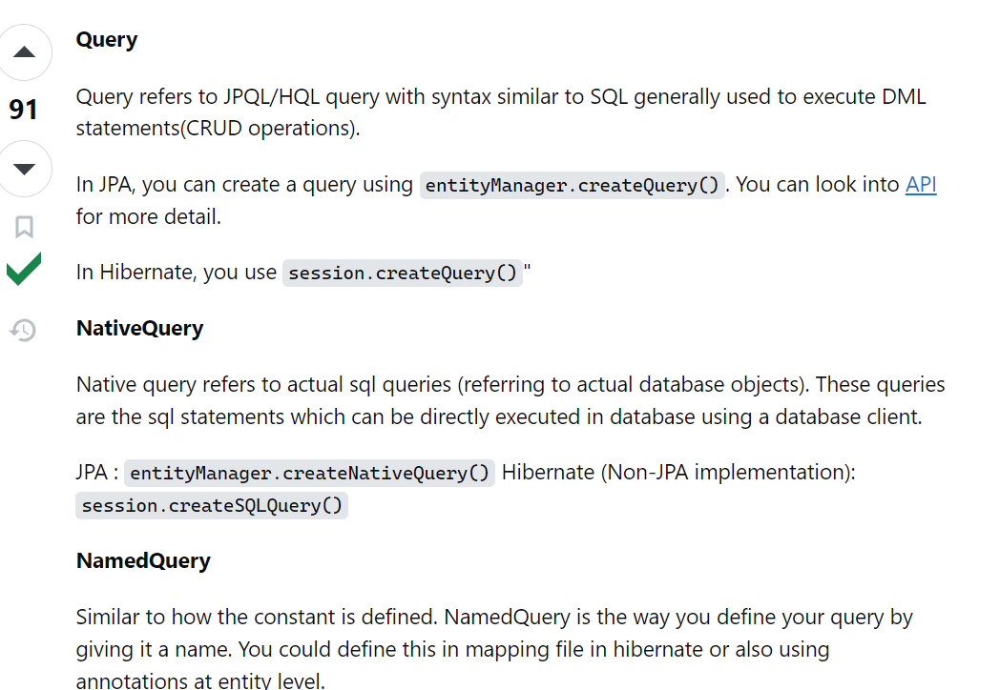 Query
91
Query refers to JPQL/HQL query with syntax similar to SQL generally used to execute DML
statements(CRUD operations).
In JPA, you can create a query using entityManager.createQuery(). You can look into API
for more detail.
In Hibernate, you use session.createQuery()"
NativeQuery
Native query refers to actual sql queries (referring to actual database objects). These queries
are the sql statements which can be directly executed in database using a database client.
JPA : entityManager.createNativeQuery() Hibernate (Non-JPA implementation):
session.createSQLQuery()
NamedQuery
Similar to how the constant is defined. NamedQuery is the way you define your query by
giving it a name. You could define this in mapping file in hibernate or also using
annotations at entity level.